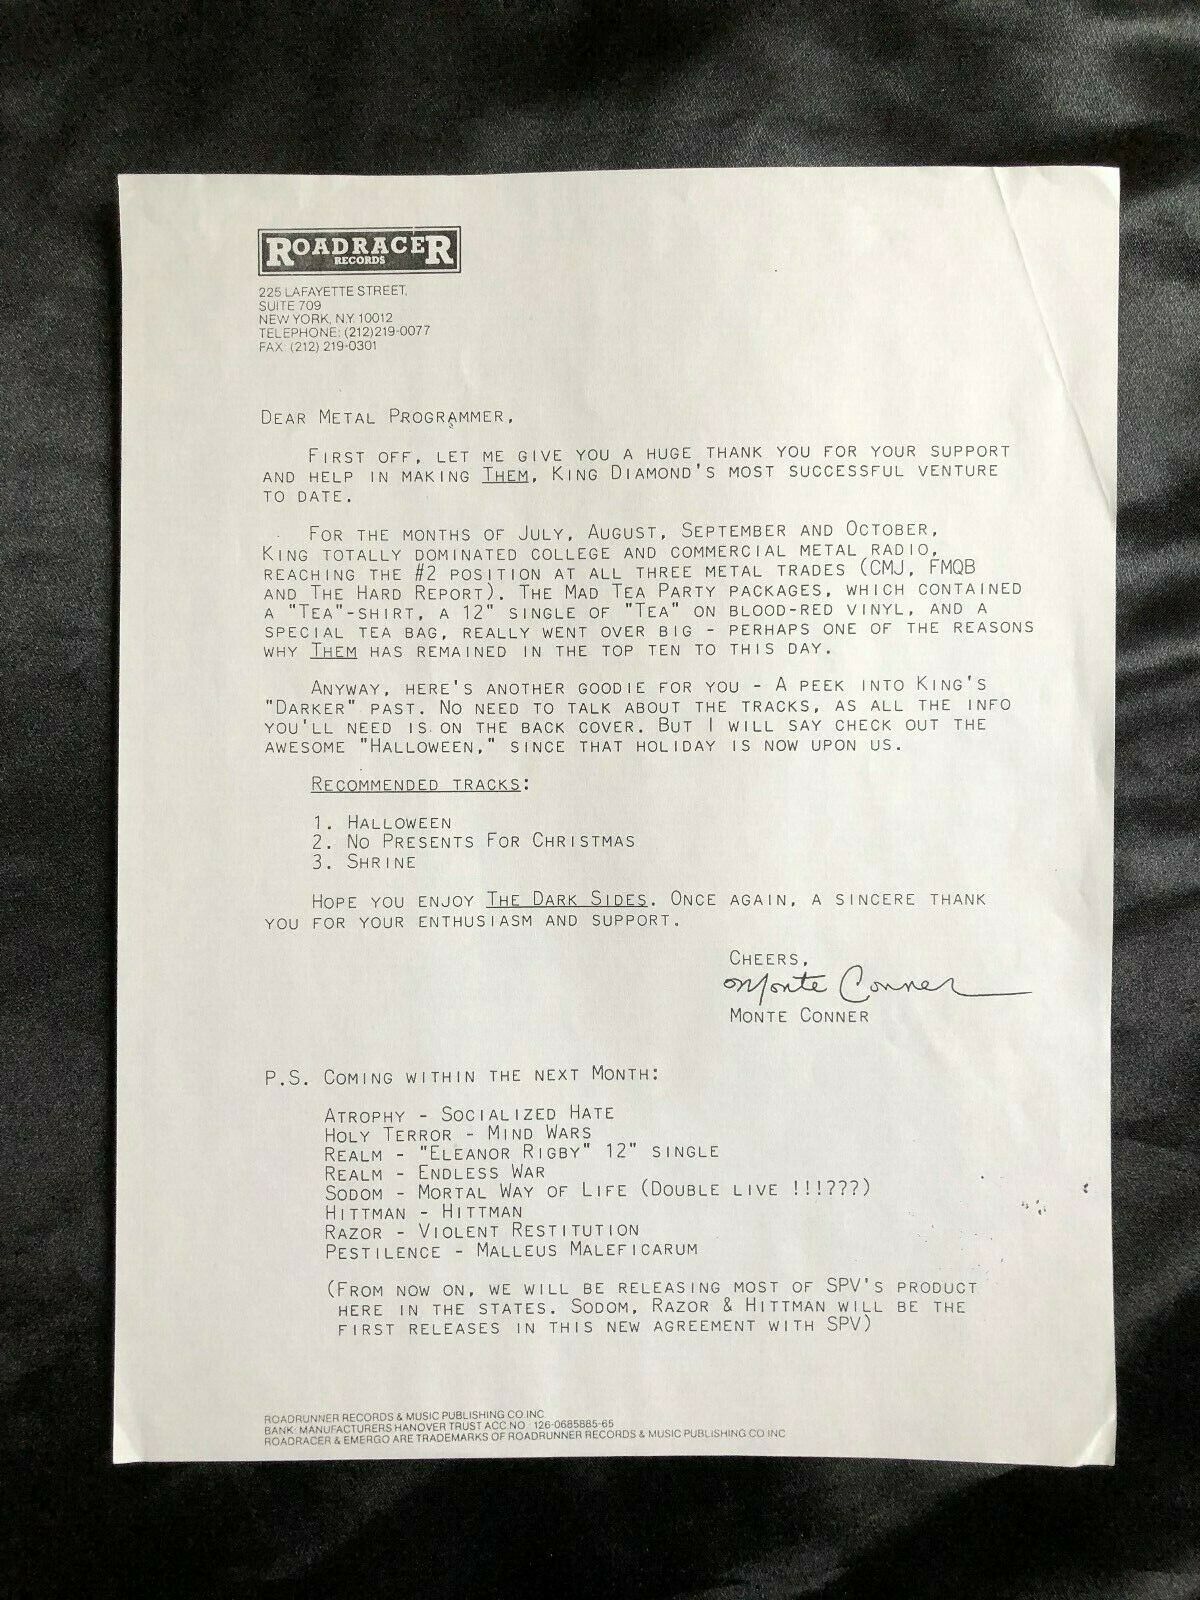 ROADRACER
RECORDS
225 LAFAYETTE STREET,
SUITE 709
NEW YORK, N.Y. 10012
TELEPHONE: (212)219-0077
FAX: (212) 219-0301
DEAR METAL PROGRAMMER,
FIRST OFF, LET ME GIVE YOU A HUGE THANK YOU FOR YOUR SUPPORT
AND HELP IN MAKING THEM, KING DIAMOND'S MOST SUCCESSFUL VENTURE
TO DATE.
FOR THE MONTHS OF JULY, AUGUST, SEPTEMBER AND OCTOBER,
KING TOTALLY DOMINATED COLLEGE AND COMMERCIAL METAL RADIO,
REACHING THE #2 POSITION AT ALL THREE METAL TRADES (CMJ, FMQB
AND THE HARD REPORT). THE MAD TEA PARTY PACKAGES, WHICH CONTAINED
A "TEA"-SHIRT, A 12" SINGLE OF "TEA" ON BLOOD-RED VINYL, AND A
SPECIAL TEA BAG, REALLY WENT OVER BIG - PERHAPS ONE OF THE REASONS
WHY THEM HAS REMAINED IN THE TOP TEN TO THIS DAY.
ANYWAY, HERE'S ANOTHER GOODIE FOR YOU - A PEEK INTO KING'S
"DARKER" PAST. NO NEED TO TALK ABOUT THE TRACKS, AS ALL THE INFO
YOU'LL NEED IS ON THE BACK COVER. BUT I WILL SAY CHECK OUT THE
AWESOME "HALLOWEEN," SINCE THAT HOLIDAY IS NOW UPON US.
RECOMMENDED TRACKS:
1. HALLOWEEN
2. NO PRESENTS FOR CHRISTMAS
3. SHRINE
HOPE YOU ENJOY THE DARK SIDES. ONCE AGAIN, A SINCERE THANK
YOU FOR YOUR ENTHUSIASM AND SUPPORT.
CHEERS,
Monte Conner
MONTE CONNER
P.S. COMING WITHIN THE NEXT MONTH:
ATROPHY - SOCIALIZED HATE
HOLY TERROR - MIND WARS
REALM - "ELEANOR RIGBY" 12" SINGLE
REALM - ENDLESS WAR
SODOM - MORTAL WAY OF LIFE (DOUBLE LIVE !!!???)
HITTMAN - HITTMAN
RAZOR - VIOLENT RESTITUTION
PESTILENCE - MALLEUS MALEFICARUM
(FROM NOW ON, WE WILL BE RELEASING MOST OF SPV'S PRODUCT
HERE IN THE STATES. SODOM, RAZOR & HITTMAN WILL BE THE
FIRST RELEASES IN THIS NEW AGREEMENT WITH SPV)
ROADRUNNER RECORDS & MUSIC PUBLISHING CO INC
BANK: MANUFACTURERS HANOVER TRUST ACC NO 126-0685885-65
ROADRACER & EMERGO ARE TRADEMARKS OF ROADRUNNER RECORDS & MUSIC PUBLISHING CO INC